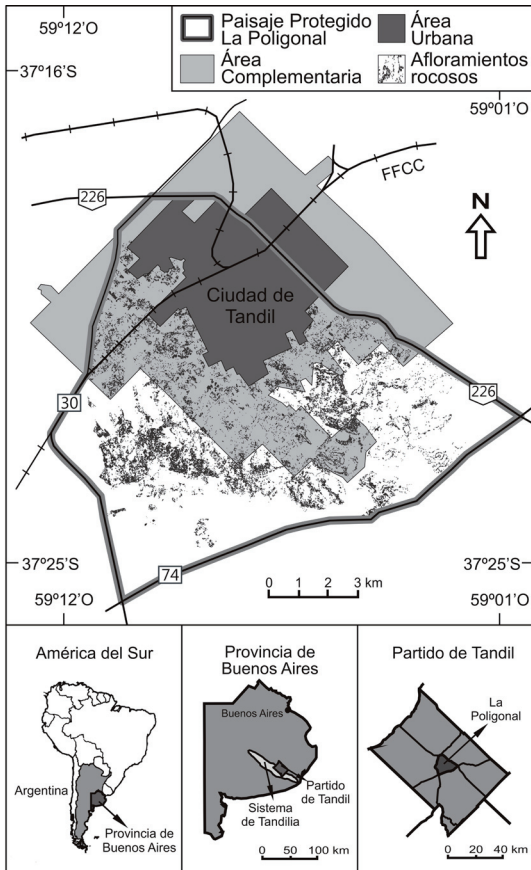 59º12'O
Paisaje Protegido
La Poligonal
Área
Urbana
Área
Complementaria
Afloramientos
rocosos
37º16'S
59º01'O
FFCC
226
N
Ciudad de
Tandil
30
226
37º25'S
37º25'S
74
0 1 2 3 km
59º12'O
59º01'O
América del Sur
Argentina
Provincia de
Buenos Aires
Provincia de
Buenos Aires
Buenos Aires
Partido
de Tandil
Sistema
de Tandilia
0 50 100 km
Partido de Tandil
La
Poligonal
0 20 40 km